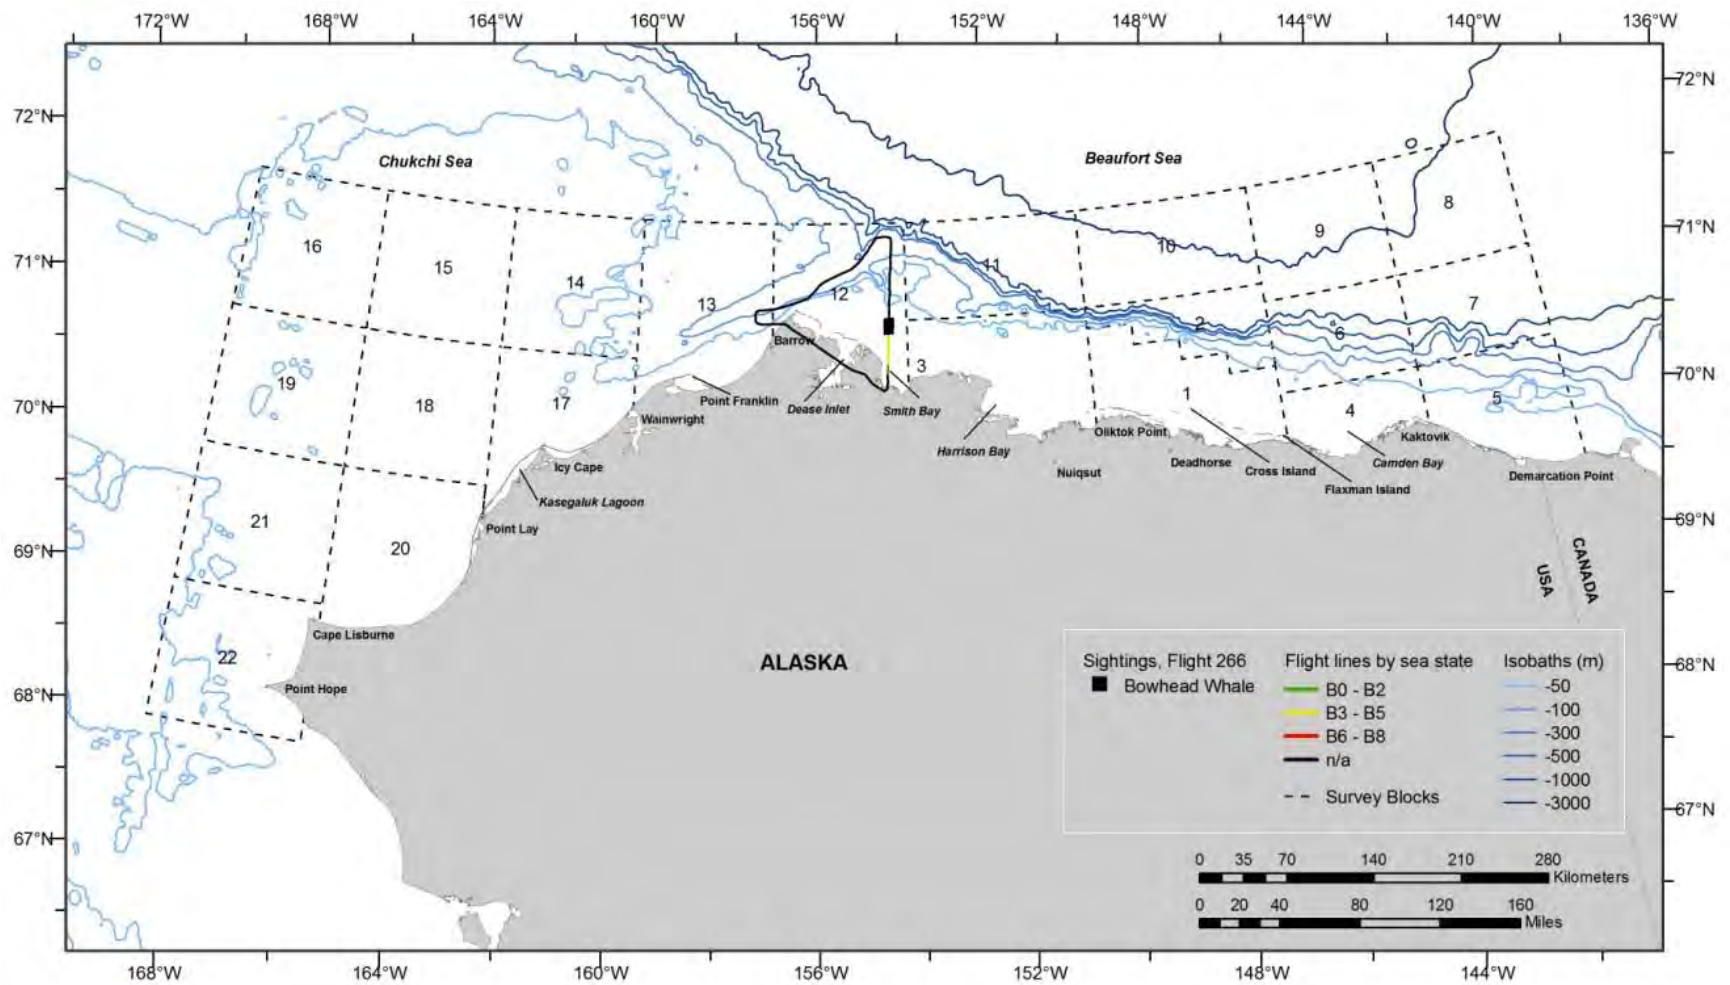 172°W 168°W 164°W 160°W 156°W 152°W 148°W 144°W 140°W 136°W
72°N 72°N
Chukchi Sea Beaufort Sea
8
71°N 16 15 14 13 12 11 10 9 71°N
7
2 6
Barrow
70°N 19 18 17 3 1 4 5 70°N
Point Franklin Dease Inlet Smith Bay
Wainwright Oliktok Point Kaktovik
Harrison Bay Camden Bay
Icy Cape Nuiqsut Deadhorse Cross Island Demarcation Point
Kasegaluk Lagoon Flaxman Island
21 Point Lay 69°N
69°N 20
USA CANADA
Cape Lisburne
22 ALASKA 68°N
68°N Point Hope
67°N 67°N
Sightings, Flight 266
Bowhead Whale
Flight lines by sea state
B0 - B2
B3 - B5
B6 - B8
n/a
Survey Blocks
Isobaths (m)
-50
-100
-300
-500
-1000
-3000
0 35 70 140 210 280
Kilometers
0 20 40 80 120 160
Miles
168°W 164°W 160°W 156°W 152°W 148°W 144°W